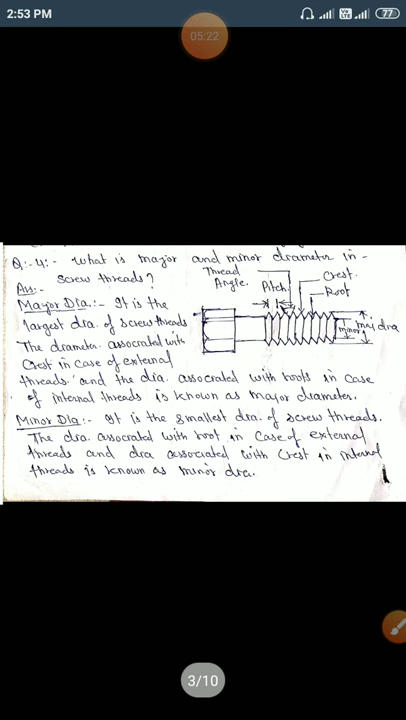 2:53 PM
Vo LTE
77
05:22
Q:-4:- What is major and minor diameter in -
screw threads?
Thread
Angle.
Pitch
Crest.
Root
Ans:-
Major Dia:- It is the
largest dia. of screw threads
minor
maj dia
The diameter associated with
Crest in case of external
threads and the dia. associated with roots in case
of internal threads is known as major diameter.
Minor Dia:- It is the smallest dia. of screw threads.
The dia. associated with root in case of external
threads and dia associated with Crest in internal
threads is known as minor dia.
3/10